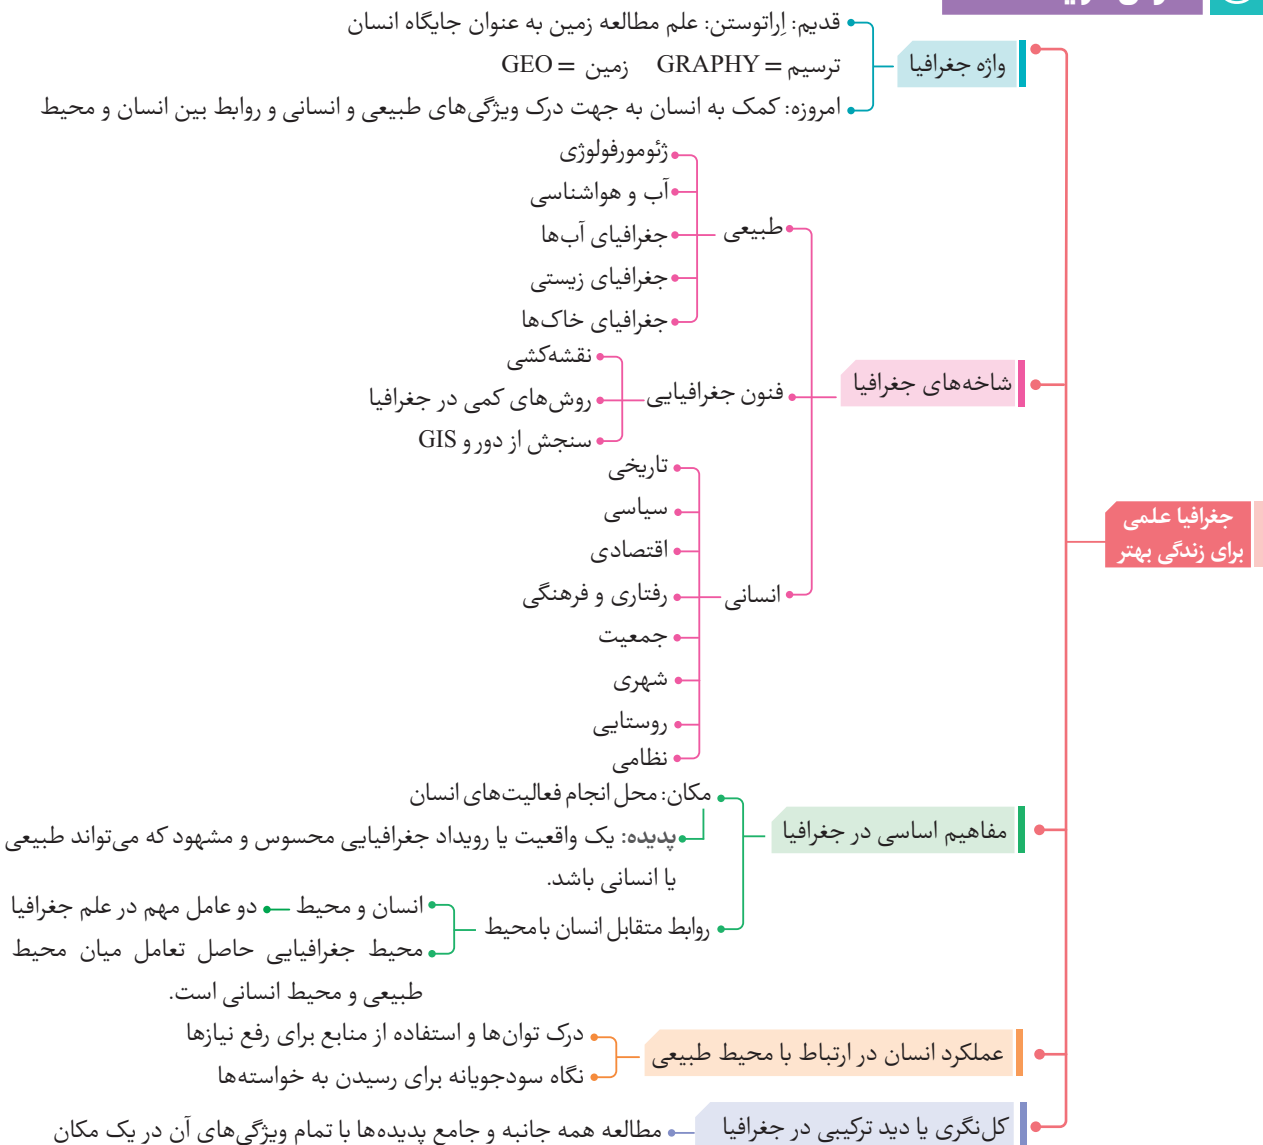 قدیم: اِراتوستن: علم مطالعه زمین به عنوان جایگاه انسان
واژه جغرافیا
ترسیم = GRAPHY زمین = GEO
امروزه: کمک به انسان به جهت درک ویژگی‌های طبیعی و انسانی و روابط بین انسان و محیط
ژئومورفولوژی
آب و هواشناسی
طبیعی
جغرافیای آب‌ها
جغرافیای زیستی
جغرافیای خاک‌ها
نقشه‌کشی
شاخه‌های جغرافیا
فنون جغرافیایی
روش‌های کمی در جغرافیا
سنجش از دور و GIS
تاریخی
سیاسی
جغرافیا علمی
برای زندگی بهتر
اقتصادی
انسانی
رفتاری و فرهنگی
جمعیت
شهری
روستایی
نظامی
مکان: محل انجام فعالیت‌های انسان
مفاهیم اساسی در جغرافیا
پدیده: یک واقعیت یا رویداد جغرافیایی محسوس و مشهود که می‌تواند طبیعی
یا انسانی باشد.
روابط متقابل انسان بامحیط
انسان و محیط
دو عامل مهم در علم جغرافیا
محیط جغرافیایی حاصل تعامل میان محیط
طبیعی و محیط انسانی است.
درک توان‌ها و استفاده از منابع برای رفع نیازها
عملکرد انسان در ارتباط با محیط طبیعی
نگاه سودجویانه برای رسیدن به خواسته‌ها
کل‌نگری یا دید ترکیبی در جغرافیا
مطالعه همه جانبه و جامع پدیده‌ها با تمام ویژگی‌های آن در یک مکان